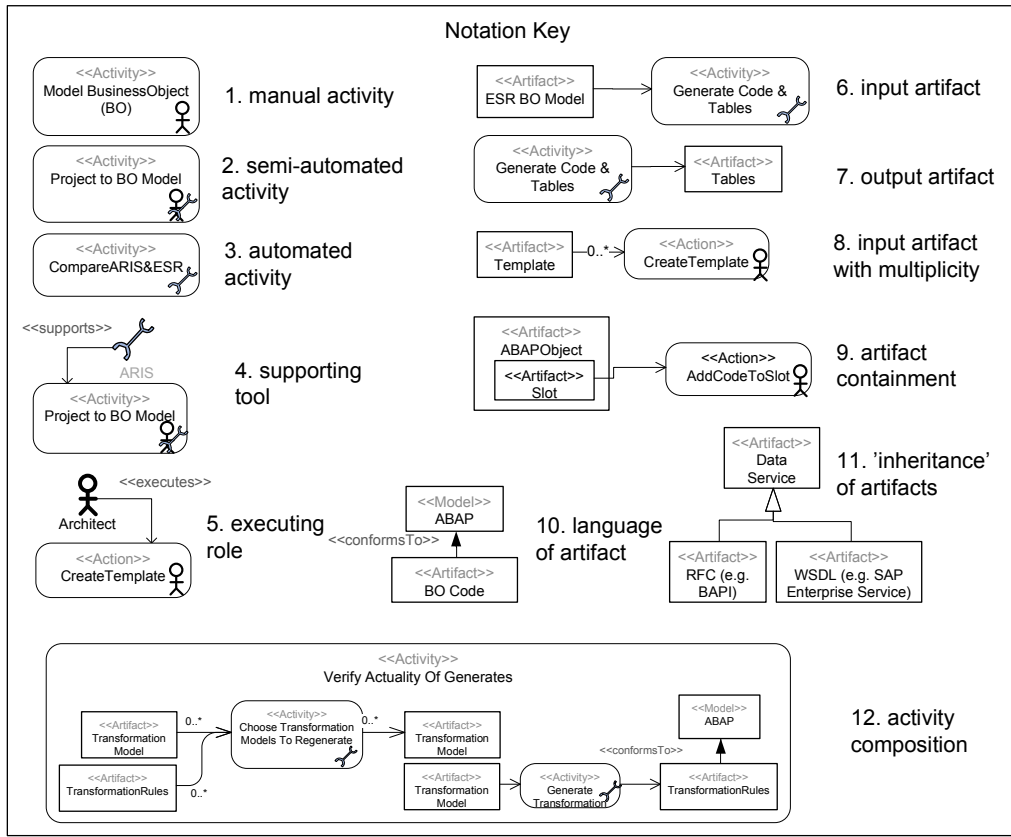 Notation Key
<<Activity>>
Model BusinessObject
(BO)
1. manual activity
<<Activity>>
Project to BO Model
2. semi-automated
activity
<<Activity>>
CompareARIS&ESR
3. automated
activity
<<supports>>
ARIS
<<Activity>>
Project to BO Model
4. supporting
tool
<<executes>>
Architect
<<Action>>
CreateTemplate
5. executing
role
<<Artifact>>
ESR BO Model
<<Activity>>
Generate Code &
Tables
6. input artifact
<<Activity>>
Generate Code &
Tables
<<Artifact>>
Tables
7. output artifact
<<Artifact>>
Template
0..*
<<Action>>
CreateTemplate
8. input artifact
with multiplicity
<<Artifact>>
ABAPObject
<<Artifact>>
Slot
<<Action>>
AddCodeToSlot
9. artifact
containment
<<Model>>
ABAP
<<conformsTo>>
<<Artifact>>
BO Code
10. language
of artifact
<<Artifact>>
Data
Service
<<Artifact>>
RFC (e.g.
BAPI)
<<Artifact>>
WSDL (e.g. SAP
Enterprise Service)
11. ’inheritance’
of artifacts
<<Activity>>
Verify Actuality Of Generates
<<Artifact>>
Transformation
Model
0..*
<<Artifact>>
TransformationRules
0..*
<<Activity>>
Choose Transformation
Models To Regenerate
0..*
<<Artifact>>
Transformation
Model
<<Artifact>>
Transformation
Model
<<Activity>>
Generate
Transformation
<<Model>>
ABAP
<<conformsTo>>
<<Artifact>>
TransformationRules
12. activity
composition